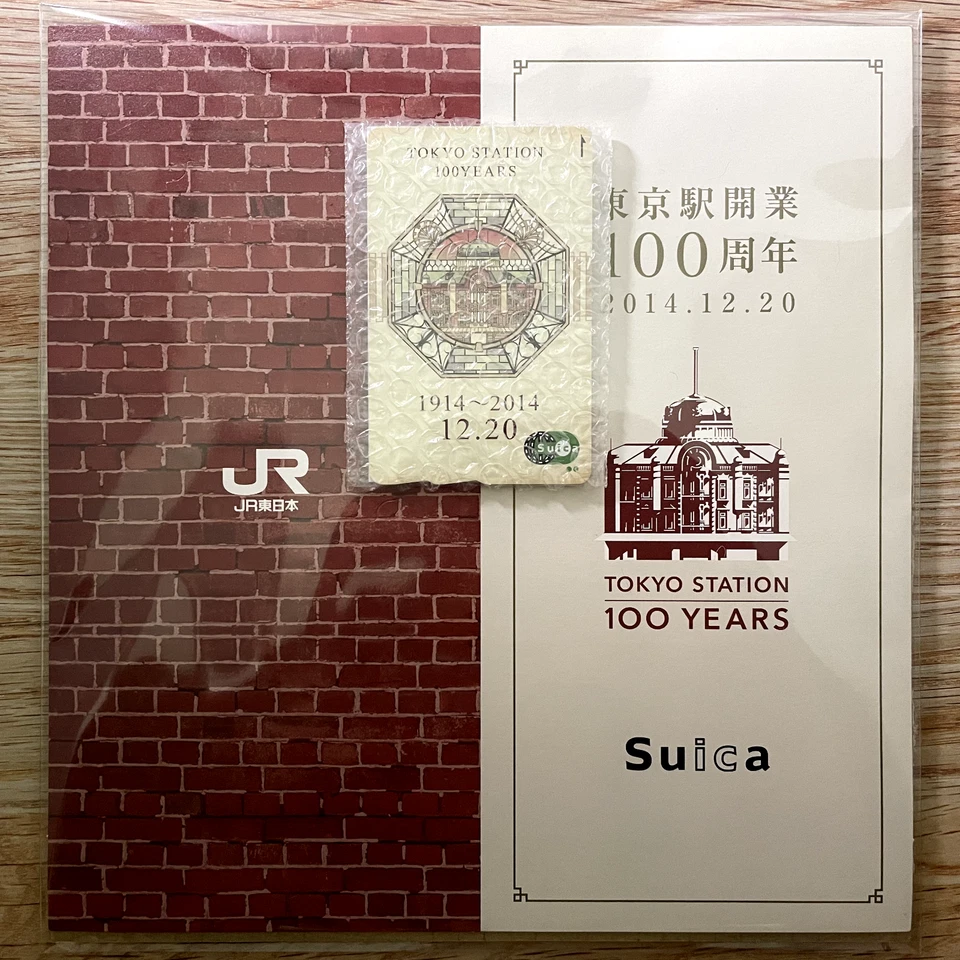 TOKYO STATION
100YEARS
1914～2014
12.20
Suica
JR
JR東日本
東京駅開業
100周年
2014.12.20
TOKYO STATION
100 YEARS
Suica